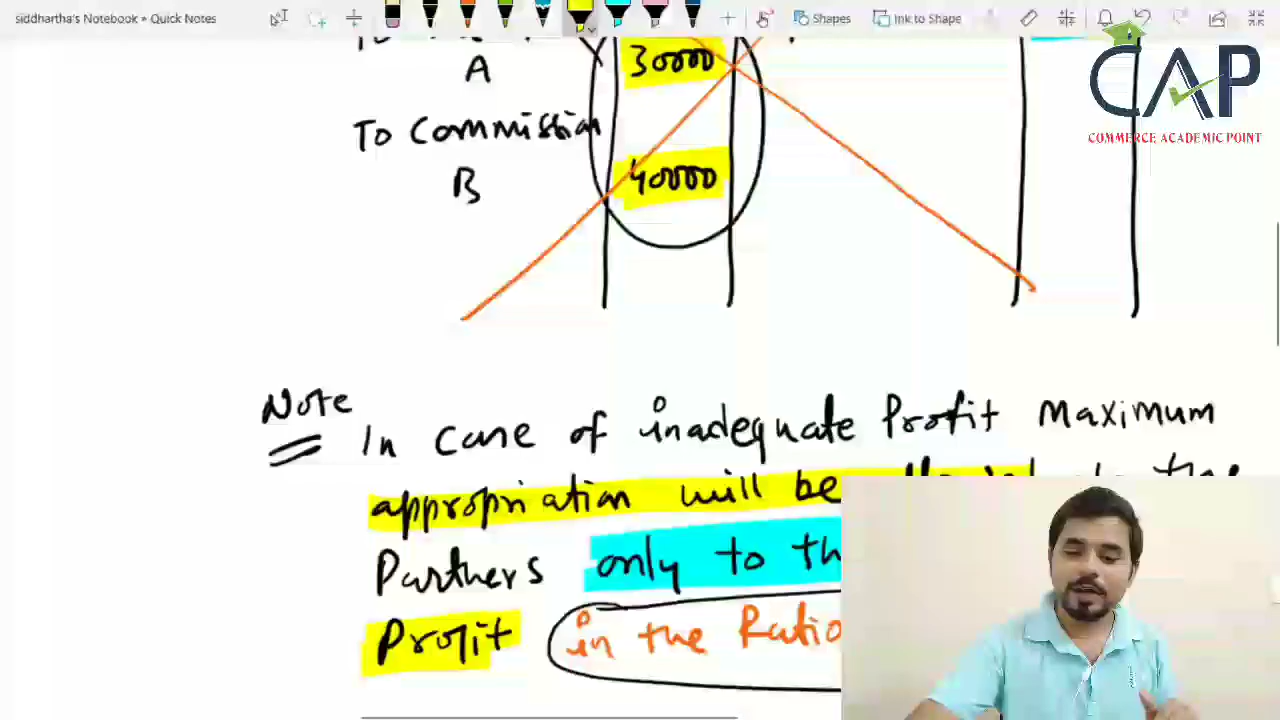 siddhartha's Notebook » Quick Notes
Shapes
Ink to Shape
CAP
COMMERCE ACADEMIC POINT
A
30000
To Commission
B
40000
Note
In case of inadequate Profit maximum
appropriation will be
Partners only to
Profit in the Ratio